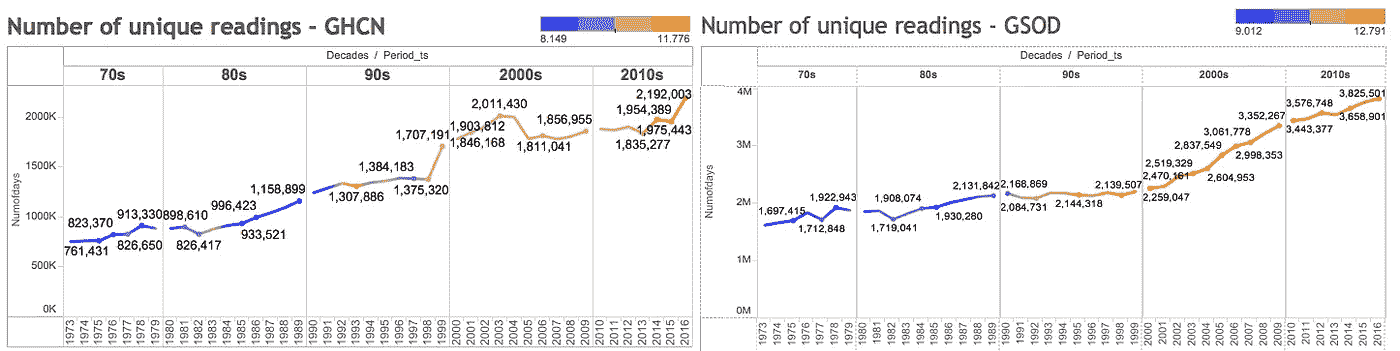 Number of unique readings - GHCN
8.149 11.776
Decades / Period_ts
70s 80s 90s 2000s 2010s
Numofdays
2000K
1500K
1000K
500K
0K
761,431
823,370
826,650
913,330
898,610
826,417
996,423
933,521
1,158,899
1,307,886
1,384,183
1,375,320
1,707,191
1,903,812
1,846,168
2,011,430
1,811,041
1,856,955
1,835,277
1,954,389
1,975,443
2,192,003
1973 1974 1975 1976 1977 1978 1979 1980 1981 1982 1983 1984 1985 1986 1987 1988 1989 1990 1991 1992 1993 1994 1995 1996 1997 1998 1999 2000 2001 2002 2003 2004 2005 2006 2007 2008 2009 2010 2011 2012 2013 2014 2015 2016
Number of unique readings - GSOD
9.012 12.791
Decades / Period_ts
70s 80s 90s 2000s 2010s
Numofdays
4M
3M
2M
1M
0M
1,697,415
1,712,848
1,922,943
1,719,041
1,908,074
1,930,280
2,131,842
2,168,869
2,084,731
2,144,318
2,139,507
2,259,047
2,470,161
2,519,329
2,604,953
2,837,549
3,061,778
2,998,353
3,352,267
3,443,377
3,576,748
3,658,901
3,825,501
1973 1974 1975 1976 1977 1978 1979 1980 1981 1982 1983 1984 1985 1986 1987 1988 1989 1990 1991 1992 1993 1994 1995 1996 1997 1998 1999 2000 2001 2002 2003 2004 2005 2006 2007 2008 2009 2010 2011 2012 2013 2014 2015 2016